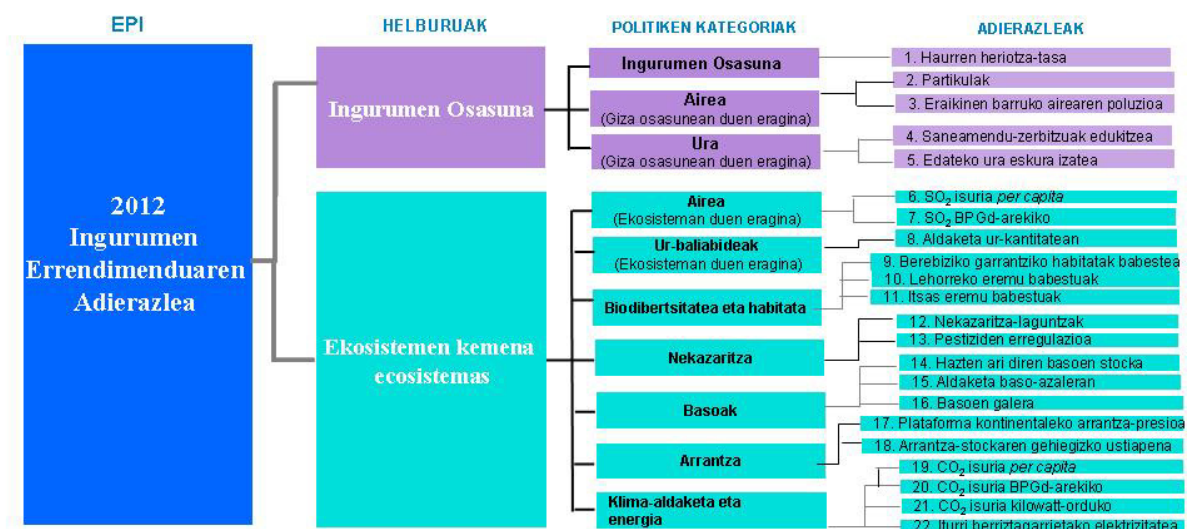 EPI
HELBURUAK
POLITIKEN KATEGORIAK
ADIERAZLEAK
2012
Ingurumen
Errendimenduaren
Adierazlea
Ingurumen Osasuna
Ekosistemen kemena
ecosistemas
Ingurumen Osasuna
Airea
(Giza osasunean duen eragina)
Ura
(Giza osasunean duen eragina)
Airea
(Ekosisteman duen eragina)
Ur-baliabideak
(Ekosisteman duen eragina)
Biodibertsitatea eta habitata
Nekazaritza
Basoak
Arrantza
Klima-aldaketa eta
energia
1. Haurren heriotza-tasa
2. Partikulak
3. Eraikinen barruko airearen poluzioa
4. Saneamendu-zerbitzuak edukitzea
5. Edateko ura eskura izatea
6. SO₂ isuria per capita
7. SO₂ BPGd-arekiko
8. Aldaketa ur-kantitatean
9. Berebiziko garrantziko habitatak babestea
10. Lehorreko eremu babestuak
11. Itsas eremu babestuak
12. Nekazaritza-laguntzak
13. Pestiziden erregulazioa
14. Hazten ari diren basoen stocka
15. Aldaketa baso-azaleran
16. Basoen galera
17. Plataforma kontinentaleko arrantza-presioa
18. Arrantza-stockaren gehiegizko ustiapena
19. CO₂ isuria per capita
20. CO₂ isuria BPGd-arekiko
21. CO₂ isuria kilowatt-orduko
22. Iturri berriztagarrietako elektrizitatea